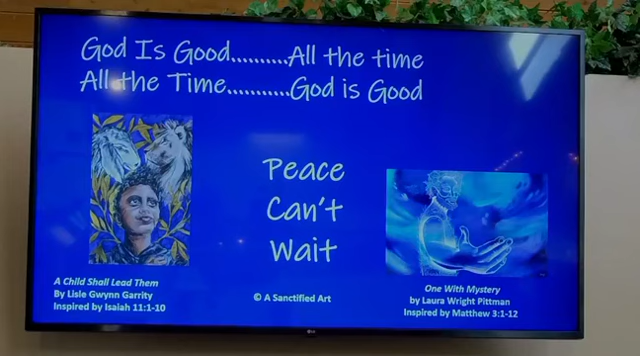 God Is Good.........All the time
All the Time..........God is Good
Peace
Can't
Wait
A Child Shall Lead Them
By Lisle Gwynn Garrity
Inspired by Isaiah 11:1-10
© A Sanctified Art
One With Mystery
by Laura Wright Pittman
Inspired by Matthew 3:1-12
LG